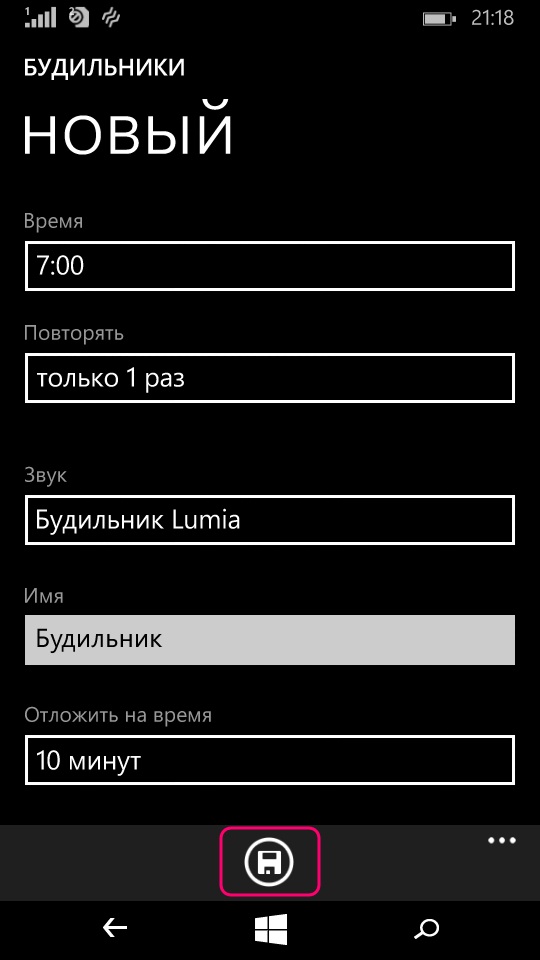 1
21:18
БУДИЛЬНИКИ
НОВЫЙ
Время
7:00
Повторять
только 1 раз
Звук
Будильник Lumia
Имя
Будильник
Отложить на время
10 минут